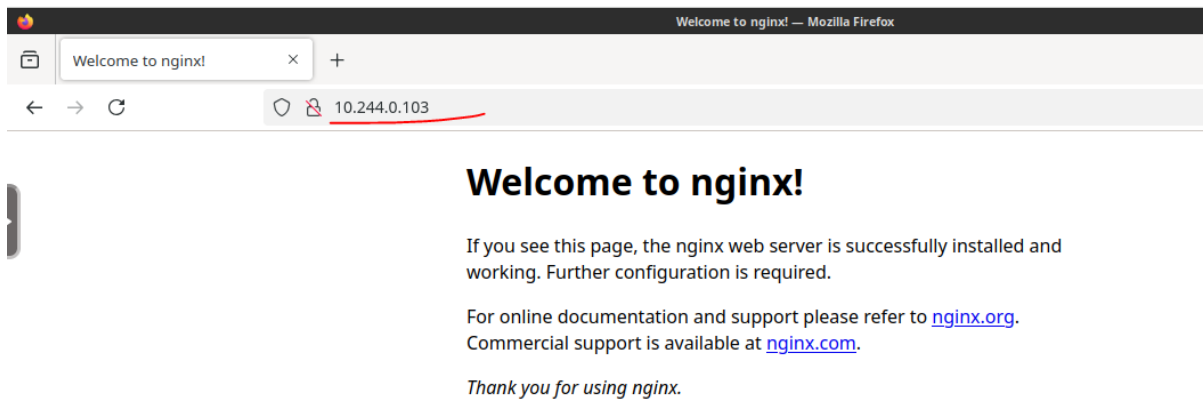 Welcome to nginx! — Mozilla Firefox
Welcome to nginx!
10.244.0.103
Welcome to nginx!
If you see this page, the nginx web server is successfully installed and
working. Further configuration is required.
For online documentation and support please refer to nginx.org.
Commercial support is available at nginx.com.
Thank you for using nginx.